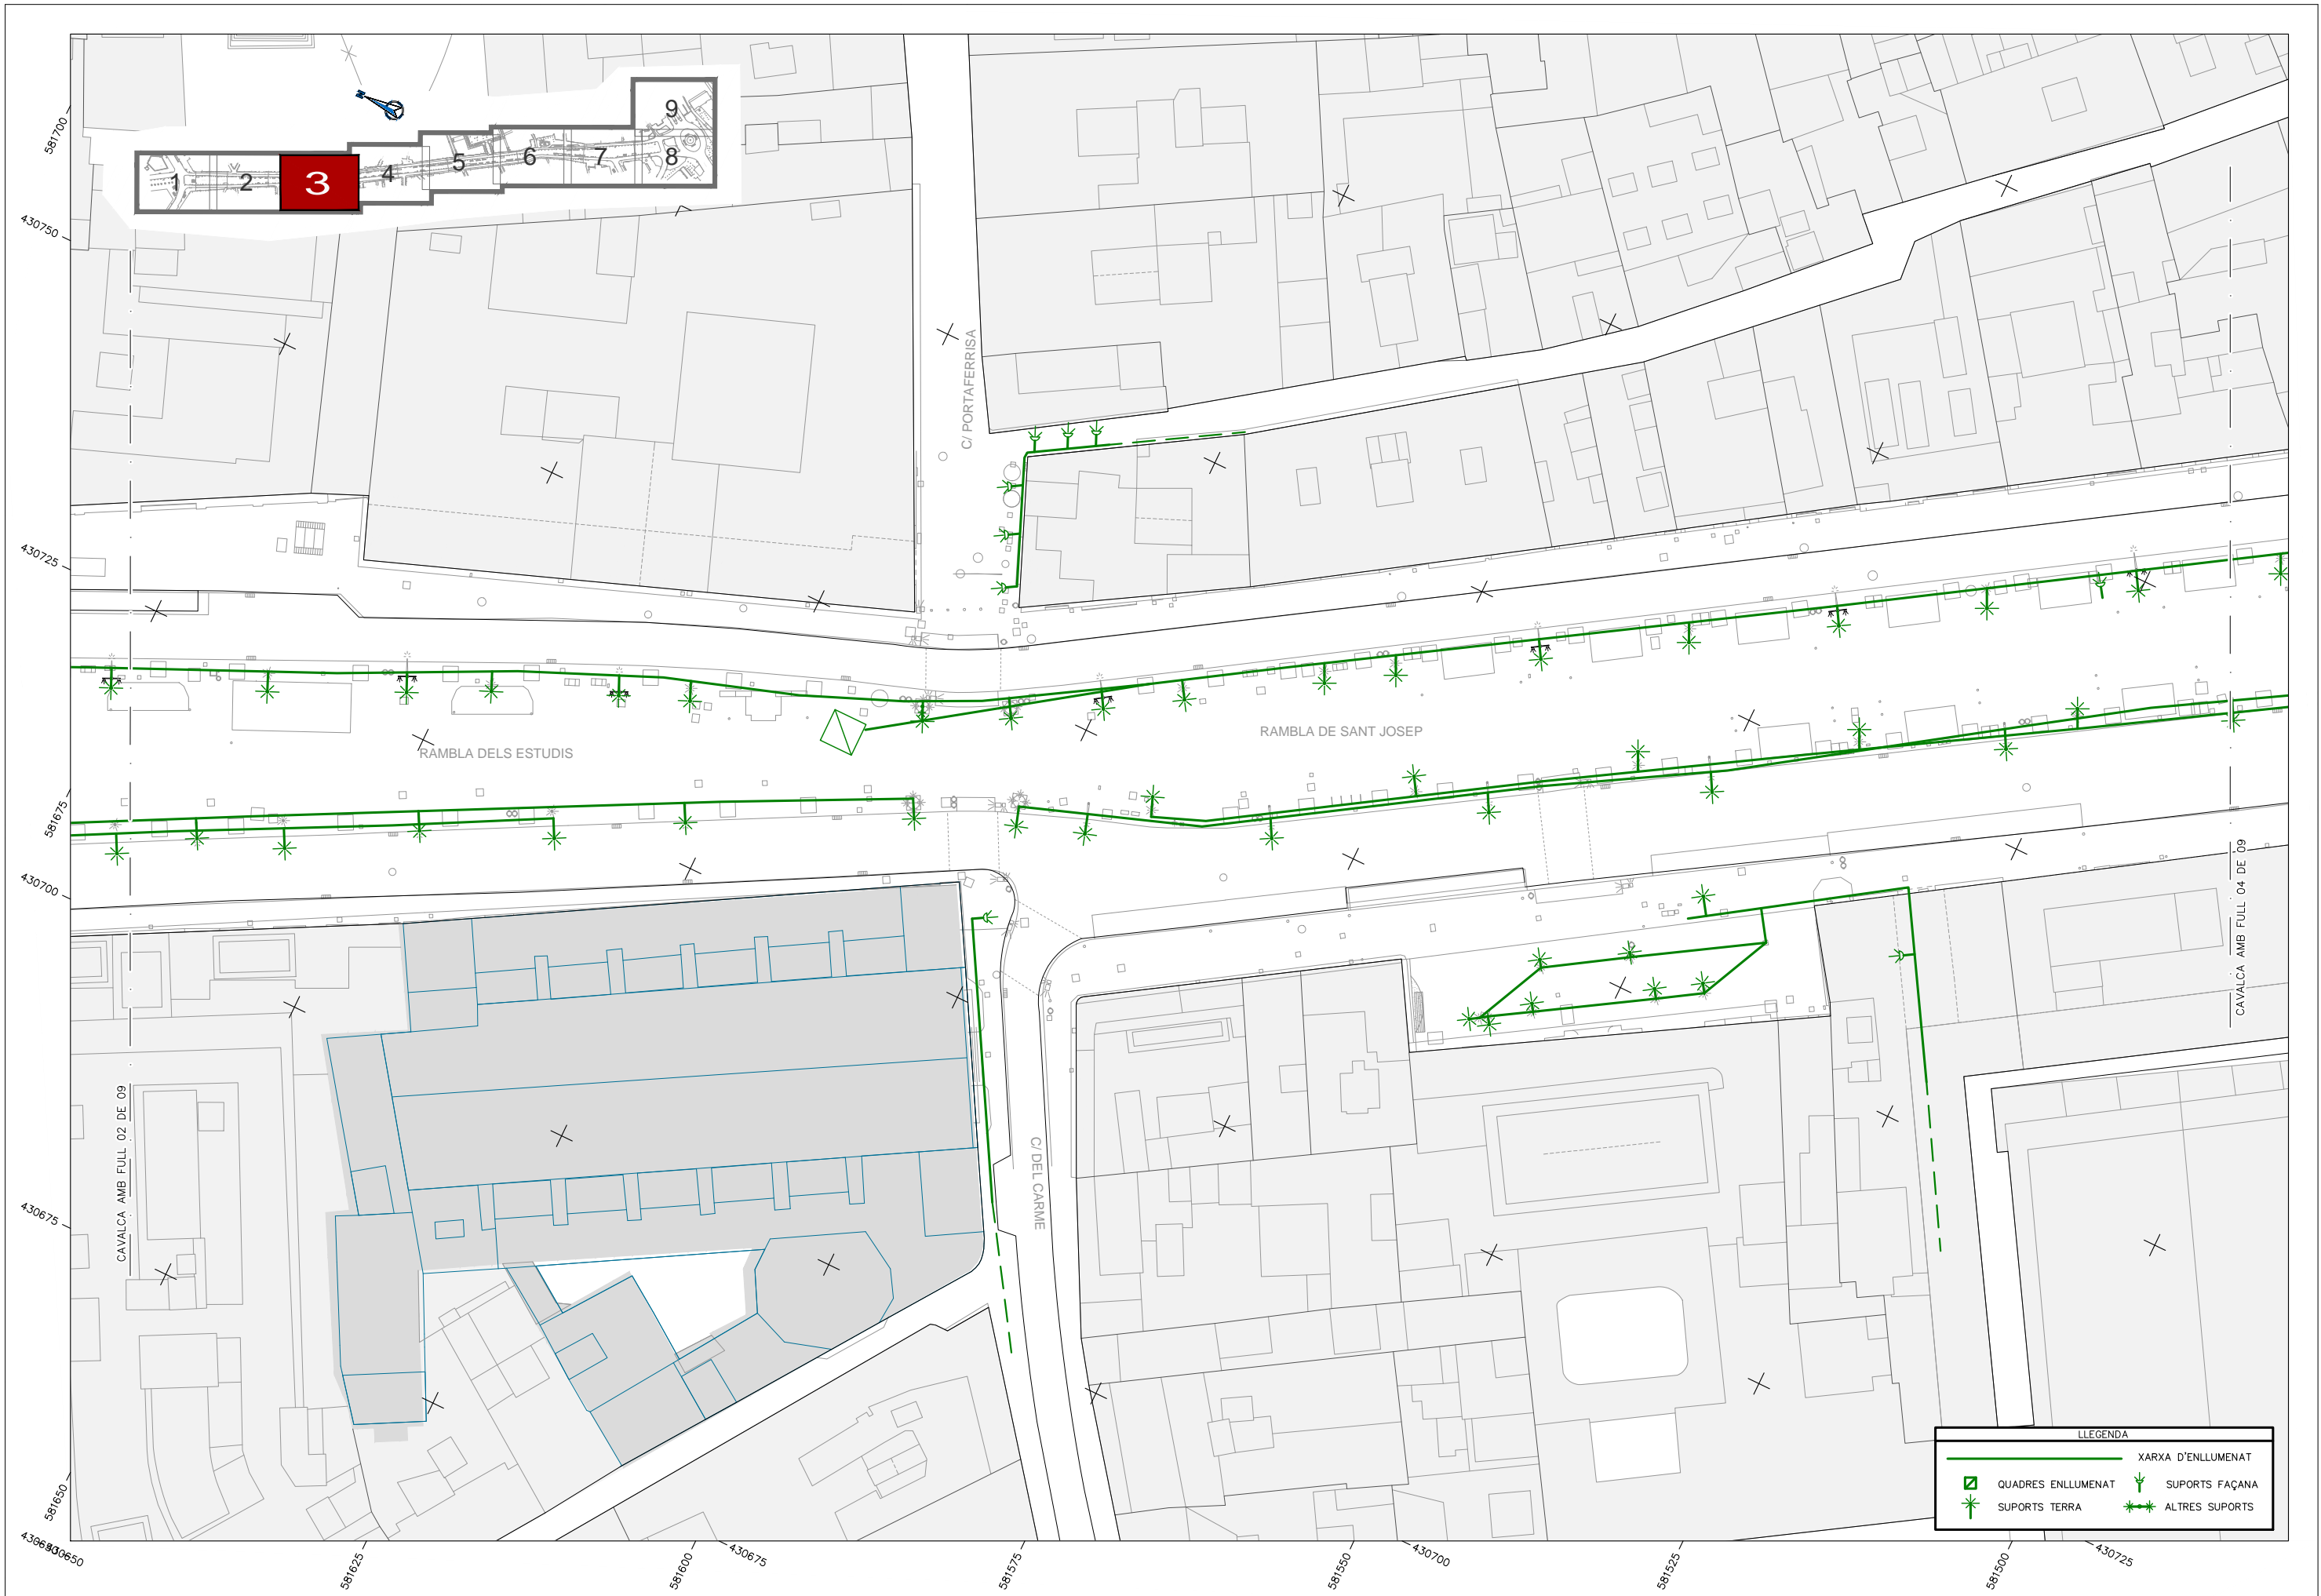 1
2
3
4
5
6
7
8
9
581700
430750
430725
581675
430700
430675
581650
430650
430650
581625
581600
430675
581575
581550
430700
581525
581500
430725
C/ PORTAFERRISA
RAMBLA DELS ESTUDIS
RAMBLA DE SANT JOSEP
C/ DEL CARME
CAVALCA AMB FULL 02 DE 09
CAVALCA AMB FULL 04 DE 09
LLEGENDA
XARXA D'ENLLUMENAT
QUADRES ENLLUMENAT
SUPORTS FAÇANA
SUPORTS TERRA
ALTRES SUPORTS